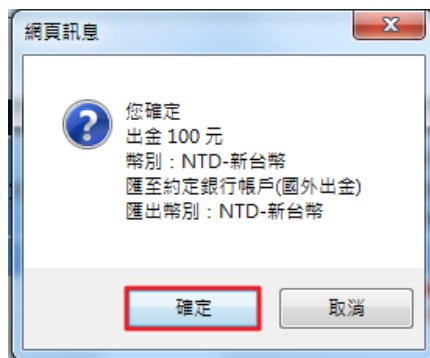 網頁訊息
您確定
出金 100 元
幣別：NTD-新台幣
匯至約定銀行帳戶(國外出金)
匯出幣別：NTD-新台幣
確定
取消